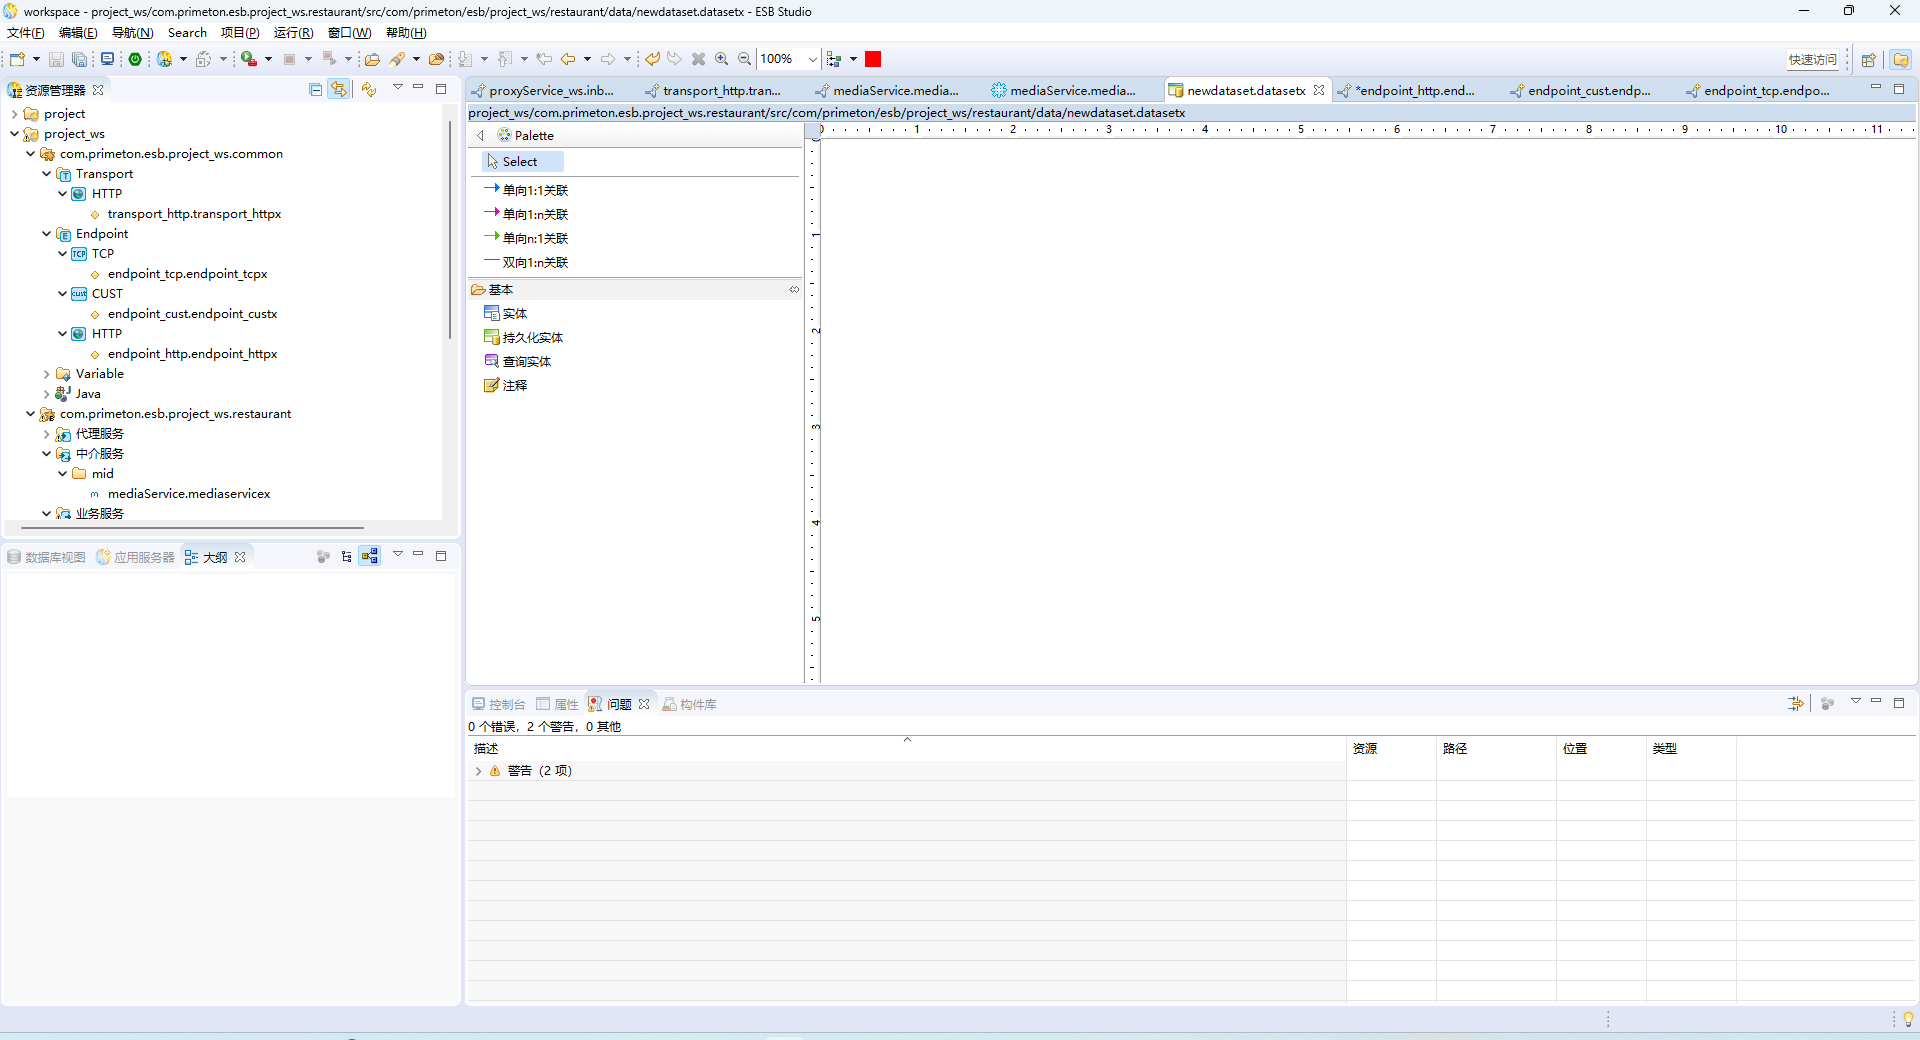 workspace - project_ws/com.primeton.esb.project_ws.restaurant/src/com/primeton/esb/project_ws/restaurant/data/newdataset.datasetx - ESB Studio
文件(F) 编辑(E) 导航(N) Search 项目(P) 运行(R) 窗口(W) 帮助(H)
100%
快速访问
资源管理器
project
project_ws
com.primeton.esb.project_ws.common
Transport
HTTP
transport_http.transport_httpx
Endpoint
TCP
endpoint_tcp.endpoint_tcpx
CUST
endpoint_cust.endpoint_custx
HTTP
endpoint_http.endpoint_httpx
Variable
Java
com.primeton.esb.project_ws.restaurant
代理服务
中介服务
mid
mediaService.mediaservicex
业务服务
数据库视图 应用服务器 大纲
proxyService_ws.inb... transport_http.tran... mediaService.media... mediaService.media... newdataset.datasetx *endpoint_http.end... endpoint_cust.endp... endpoint_tcp.endpo...
project_ws/com.primeton.esb.project_ws.restaurant/src/com/primeton/esb/project_ws/restaurant/data/newdataset.datasetx
Palette
Select
单向1:1关联
单向1:n关联
单向n:1关联
双向1:n关联
基本
实体
持久化实体
查询实体
注释
0 1 2 3 4 5 6 7 8 9 10 11
0
1
2
3
4
5
控制台 属性 问题 构件库
0 个错误，2 个警告，0 其他
描述 资源 路径 位置 类型
警告（2 项）